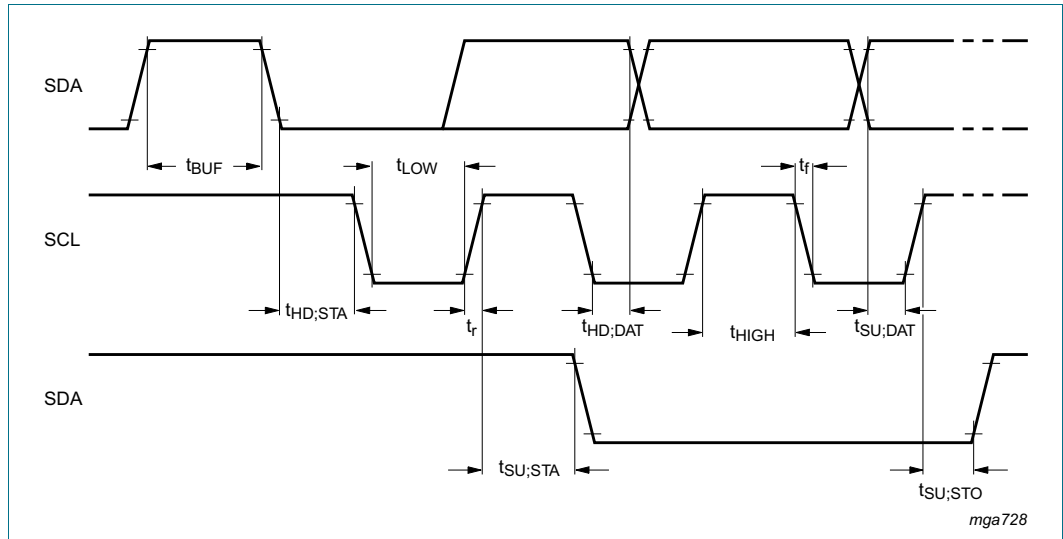 SDA
tBUF
tLOW
tf
SCL
tHD;STA
tr
tHD;DAT
tHIGH
tSU;DAT
SDA
tSU;STA
tSU;STO
mga728